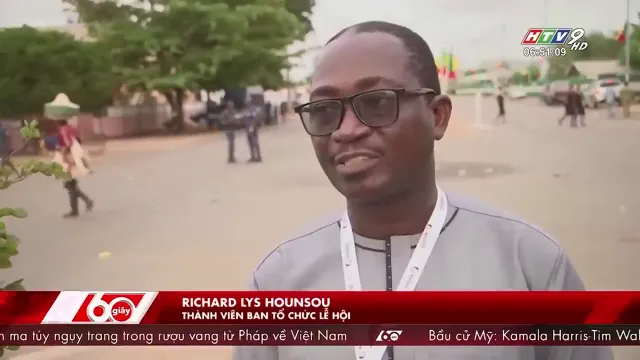 HTV9 HD
06:51:09
RICHARD LYS HOUNSOU
THÀNH VIÊN BAN TỔ CHỨC LỄ HỘI
60 giây
n ma túy ngụy trang trong rượu vang từ Pháp về Việt Nam
60
Bầu cử Mỹ: Kamala Harris-Tim Wal